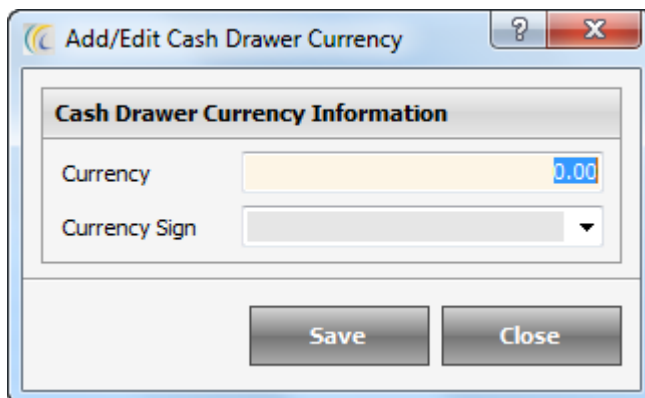 Add/Edit Cash Drawer Currency ? X
Cash Drawer Currency Information
Currency 0.00
Currency Sign
Save Close